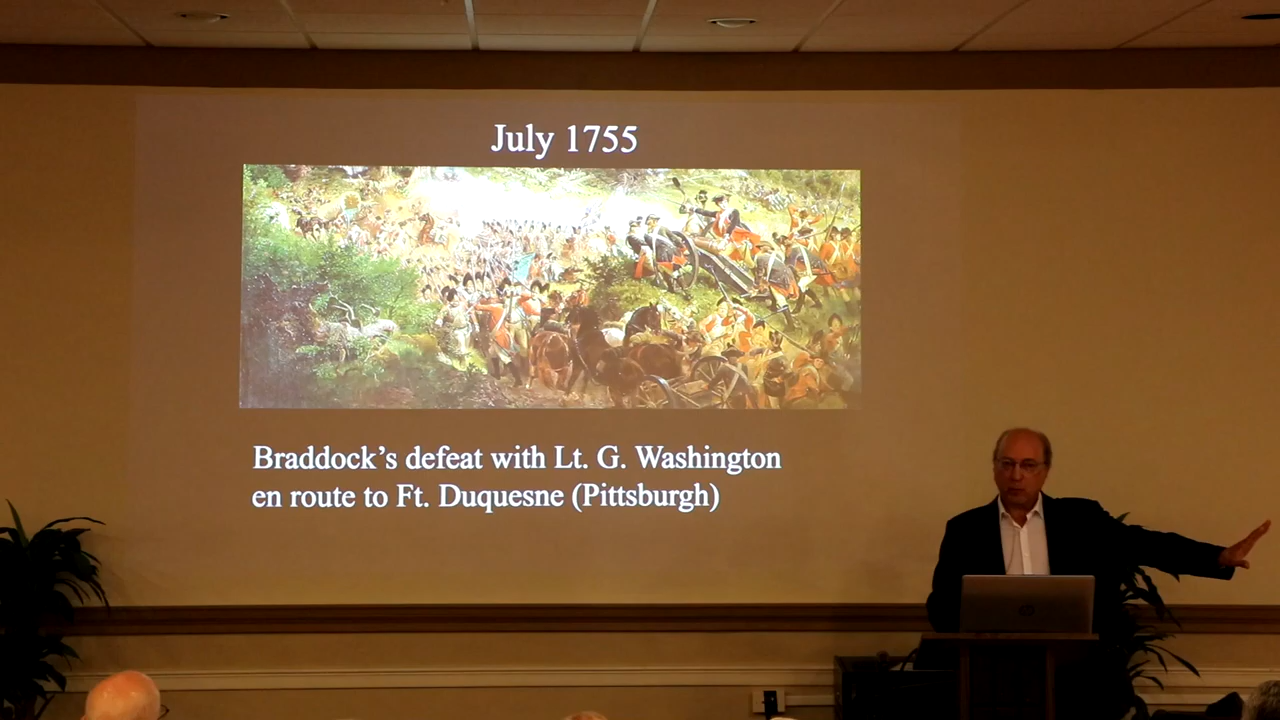 July 1755
Braddock's defeat with Lt. G. Washington
en route to Ft. Duquesne (Pittsburgh)